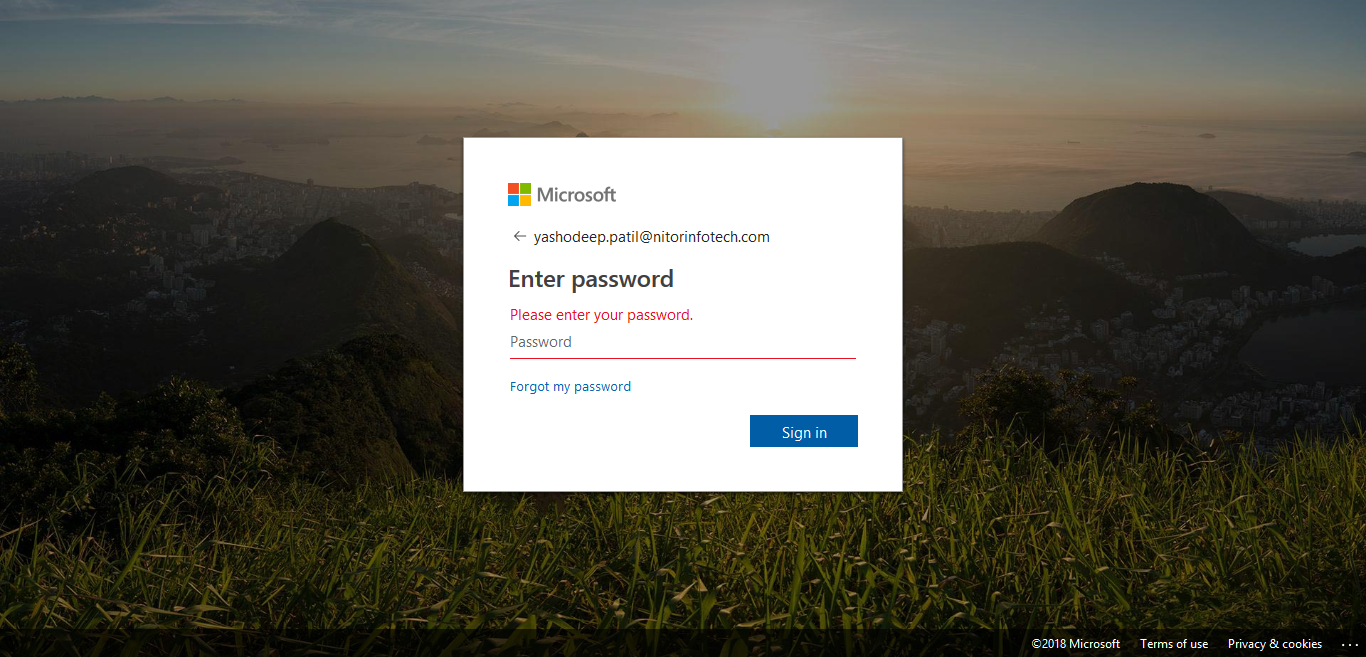 Microsoft
← yashodeep.patil@nitorinfotech.com
Enter password
Please enter your password.
Password
Forgot my password
Sign in
©2018 Microsoft Terms of use Privacy & cookies ...